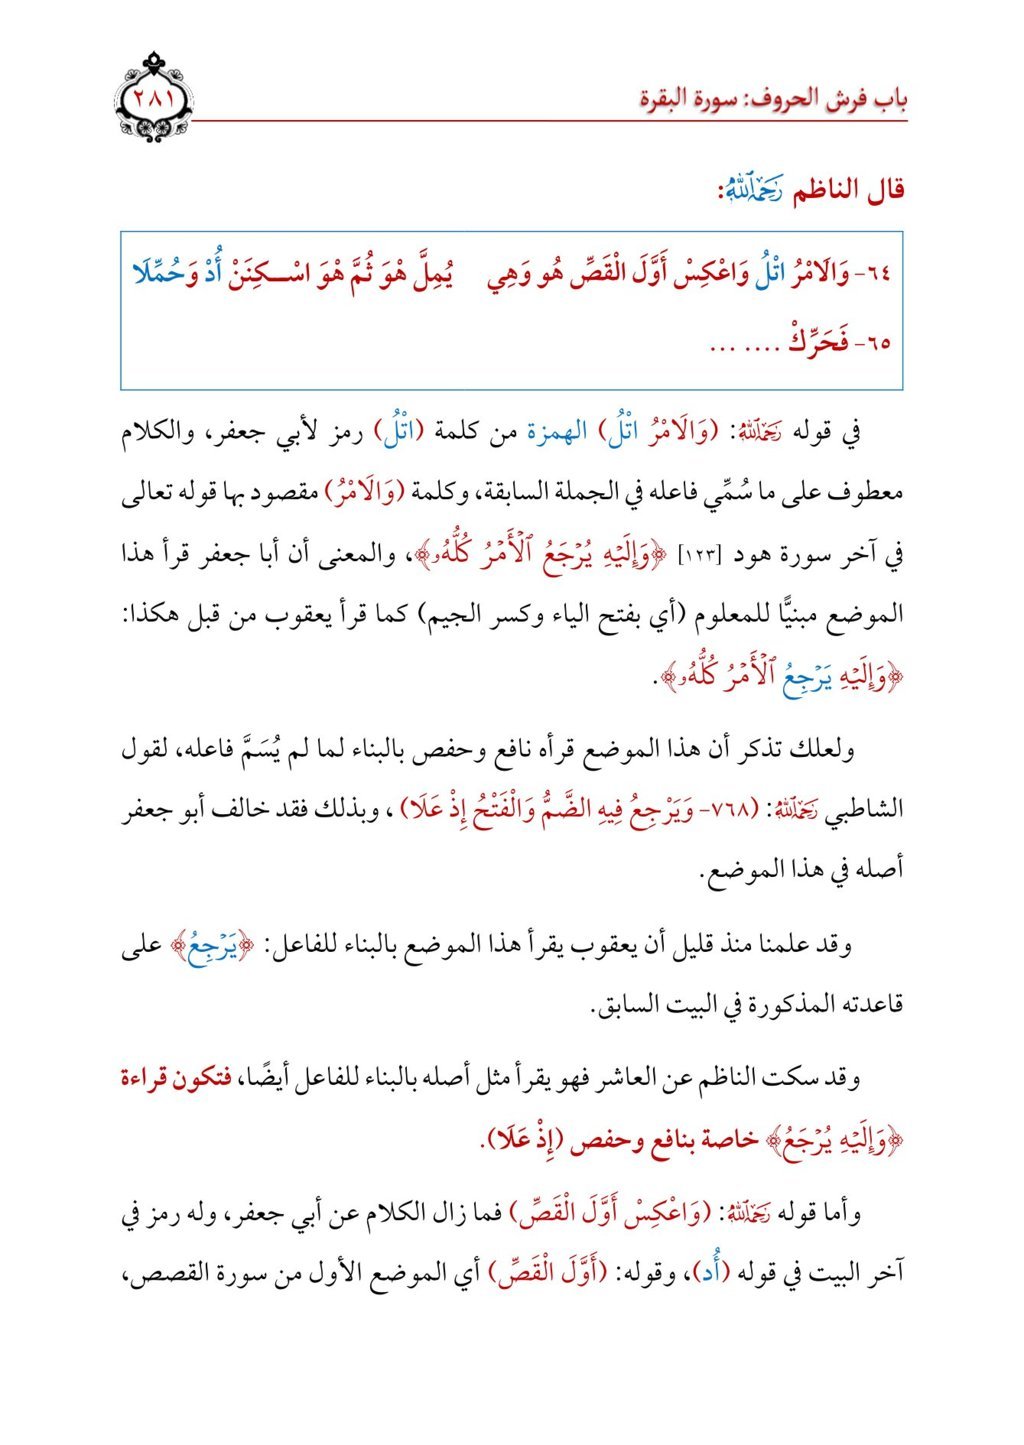 باب فرش الحروف: سورة البقرة
٢٨١
قال الناظم رَحِمَهُ ٱللَّهُ:
٦٤- وَالَامْرُ اتْلُ وَاعْكِسْ أَوَّلَ الْقَصِّ هُو وَهِي يُمِلَّ هْوَ ثُمَّ هْوَ اسْـكِنَنْ أُدْ وَحُمِّلَا
٦٥- فَحَرِّكْ .... ...
في قوله رَحِمَهُ ٱللَّهُ: (وَالَامْرُ اتْلُ) الهمزة من كلمة (اتْلُ) رمز لأبي جعفر، والكلام
معطوف على ما سُمِّي فاعله في الجملة السابقة، وكلمة (وَالَامْرُ) مقصود بها قوله تعالى
في آخر سورة هود [١٢٣] ﴿وَإِلَيْهِ يُرْجَعُ ٱلْأَمْرُ كُلُّهُۥ﴾، والمعنى أن أبا جعفر قرأ هذا
الموضع مبنيًّا للمعلوم (أي بفتح الياء وكسر الجيم) كما قرأ يعقوب من قبل هكذا:
﴿وَإِلَيْهِ يَرْجِعُ ٱلْأَمْرُ كُلُّهُۥ﴾.
ولعلك تذكر أن هذا الموضع قرأه نافع وحفص بالبناء لما لم يُسَمَّ فاعله، لقول
الشاطبي رَحِمَهُ ٱللَّهُ: (٧٦٨- وَيَرْجِعُ فِيهِ الضَّمُّ وَالْفَتْحُ إِذْ عَلَا) ، وبذلك فقد خالف أبو جعفر
أصله في هذا الموضع.
وقد علمنا منذ قليل أن يعقوب يقرأ هذا الموضع بالبناء للفاعل: ﴿يَرْجِعُ﴾ على
قاعدته المذكورة في البيت السابق.
وقد سكت الناظم عن العاشر فهو يقرأ مثل أصله بالبناء للفاعل أيضًا، فتكون قراءة
﴿وَإِلَيْهِ يُرْجَعُ﴾ خاصة بنافع وحفص (إِذْ عَلَا).
وأما قوله رَحِمَهُ ٱللَّهُ: (وَاعْكِسْ أَوَّلَ الْقَصِّ) فما زال الكلام عن أبي جعفر، وله رمز في
آخر البيت في قوله (أُد)، وقوله: (أَوَّلَ الْقَصِّ) أي الموضع الأول من سورة القصص،